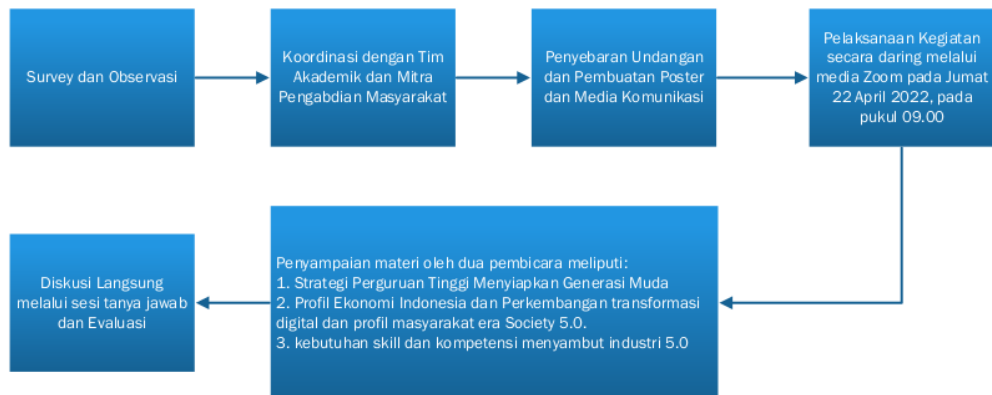 Survey dan Observasi
Koordinasi dengan Tim
Akademik dan Mitra
Pengabdian Masyarakat
Penyebaran Undangan
dan Pembuatan Poster
dan Media Komunikasi
Pelaksanaan Kegiatan
secara daring melalui
media Zoom pada Jumat
22 April 2022, pada
pukul 09.00
Penyampaian materi oleh dua pembicara meliputi:
1. Strategi Perguruan Tinggi Menyiapkan Generasi Muda
2. Profil Ekonomi Indonesia dan Perkembangan transformasi
digital dan profil masyarakat era Society 5.0.
3. kebutuhan skill dan kompetensi menyambut industri 5.0
Diskusi Langsung
melalui sesi tanya jawab
dan Evaluasi